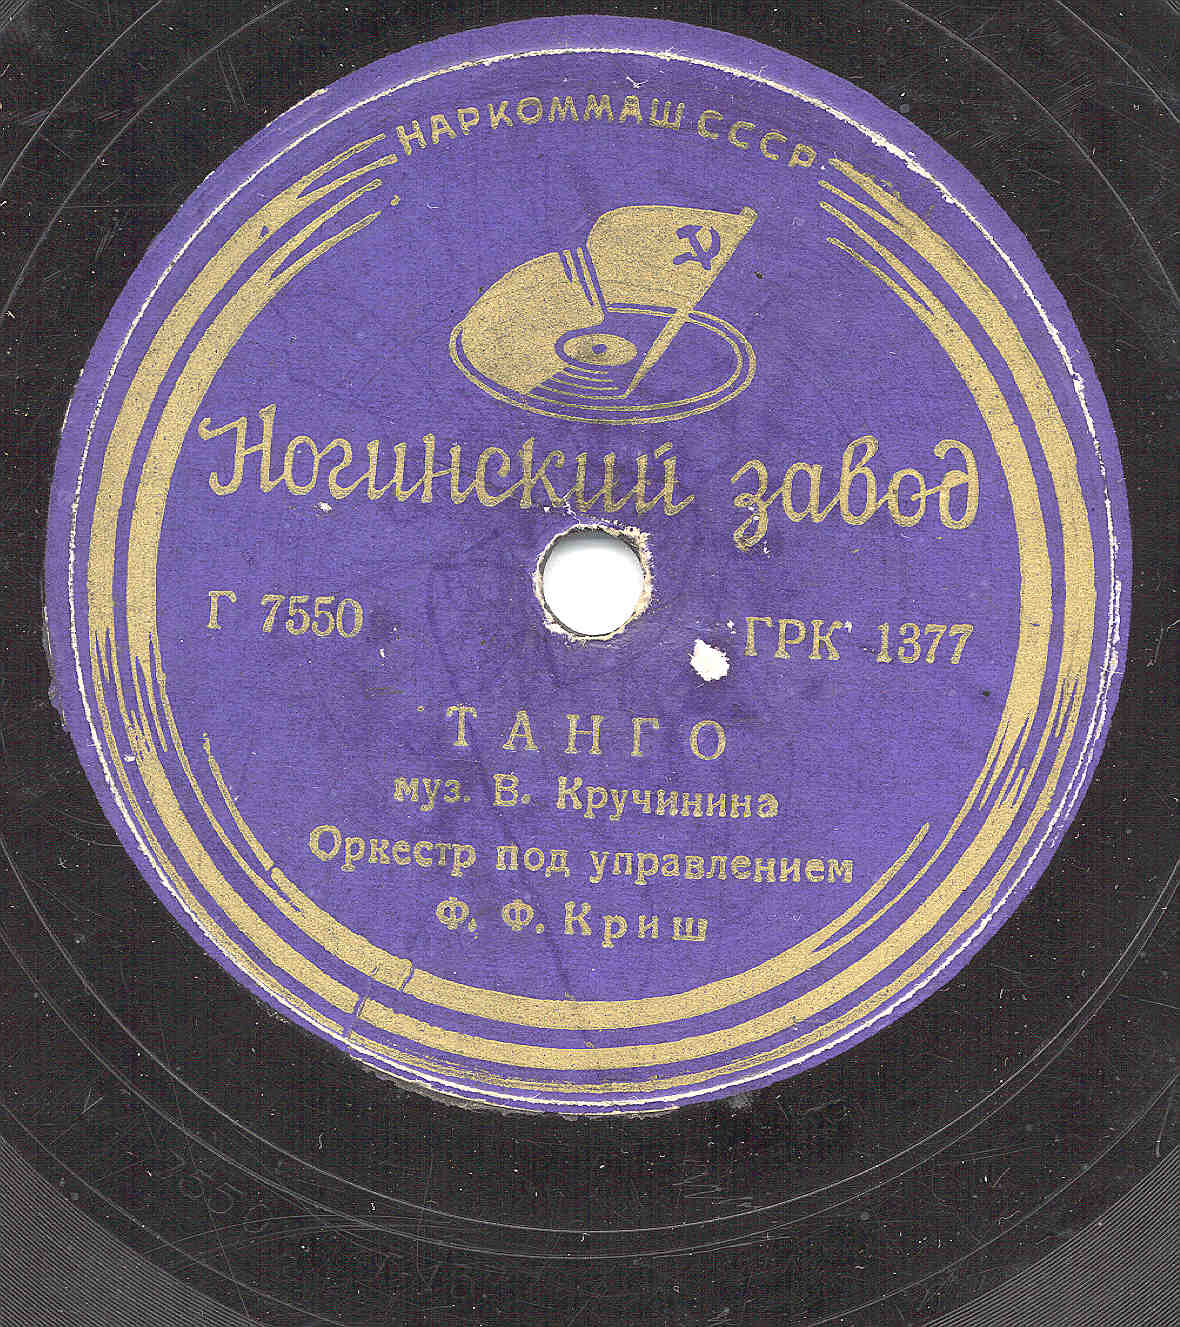 НАРКОММАШ СССР
Ногинский завод
Г 7550
ГРК 1377
ТАНГО
муз. В. Кручинина
Оркестр под управлением
Ф. Ф. Криш